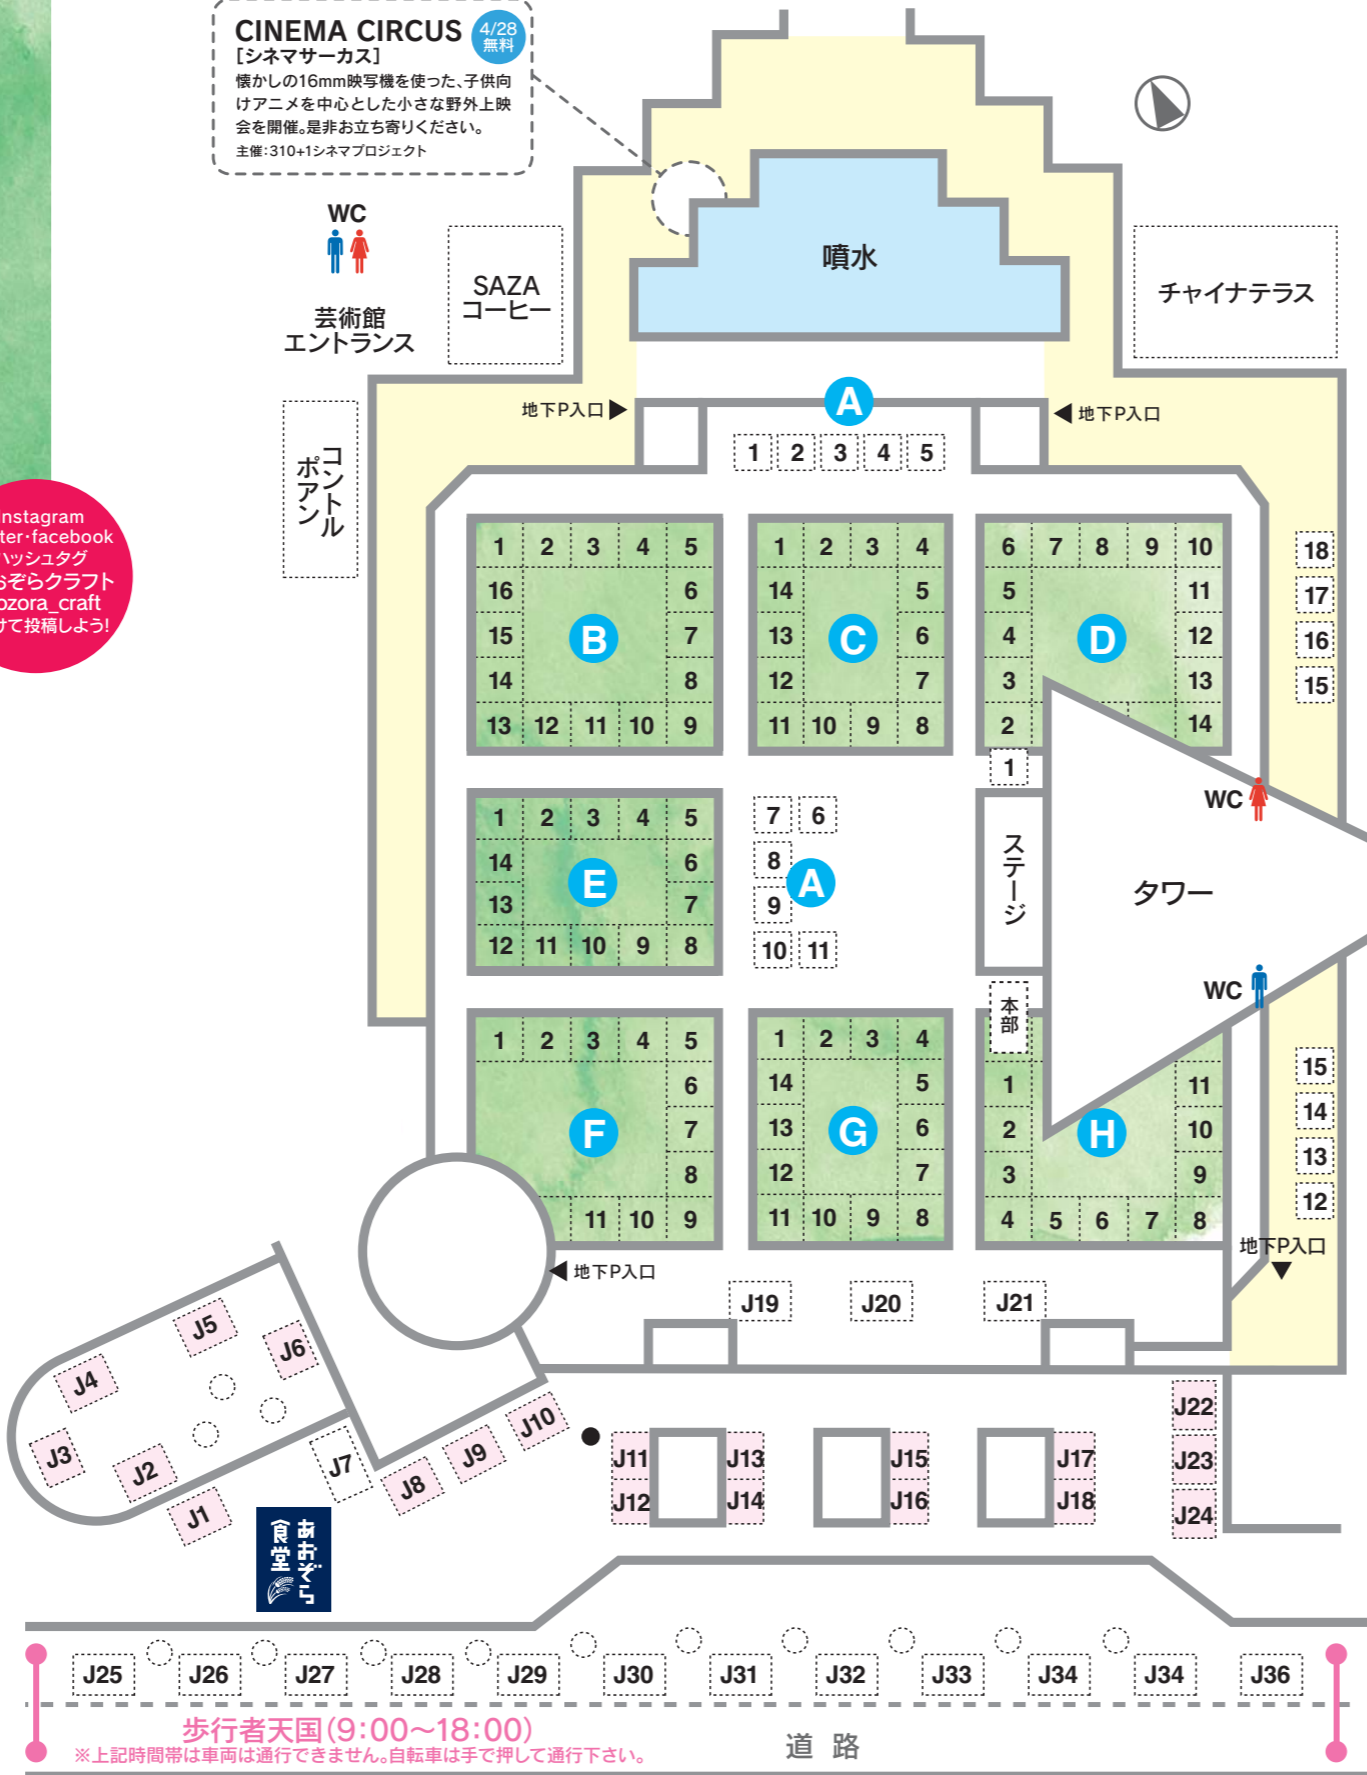 CINEMA CIRCUS
4/28
無料
[シネマサーカス]
懐かしの16mm映写機を使った、子供向
けアニメを中心とした小さな野外上映
会を開催。是非お立ち寄りください。
主催:310+1シネマプロジェクト
WC
芸術館
エントランス
SAZA
コーヒー
噴水
チャイナテラス
コントル
ポアン
地下P入口
A
地下P入口
1 2 3 4 5
nstagram
ter・facebook
ハッシュタグ
おぞらクラフト
ozora_craft
けて投稿しよう!
1 2 3 4 5
16 6
15 B 7
14 8
13 12 11 10 9
1 2 3 4
14 5
13 C 6
12 7
11 10 9 8
6 7 8 9 10
5 11
4 D 12
3 13
2 14
1
18
17
16
15
1 2 3 4 5
14 6
E
13 7
12 11 10 9 8
7 6
8
A
9
10 11
ステージ
タワー
WC
WC
本部
1 2 3 4 5
6
F 7
8
11 10 9
1 2 3 4
14 5
13 G 6
12 7
11 10 9 8
1 11
2 H 10
3 9
4 5 6 7 8
15
14
13
12
地下P入口
地下P入口
J19 J20 J21
J5
J6
J4
J3
J2
J1
J7
J8
J9
J10
J11 J13 J15 J17
J12 J14 J16 J18
J22
J23
J24
あおぞら
食堂
J25 J26 J27 J28 J29 J30 J31 J32 J33 J34 J34 J36
歩行者天国(9:00〜18:00)
※上記時間帯は車両は通行できません。自転車は手で押して通行下さい。
道路